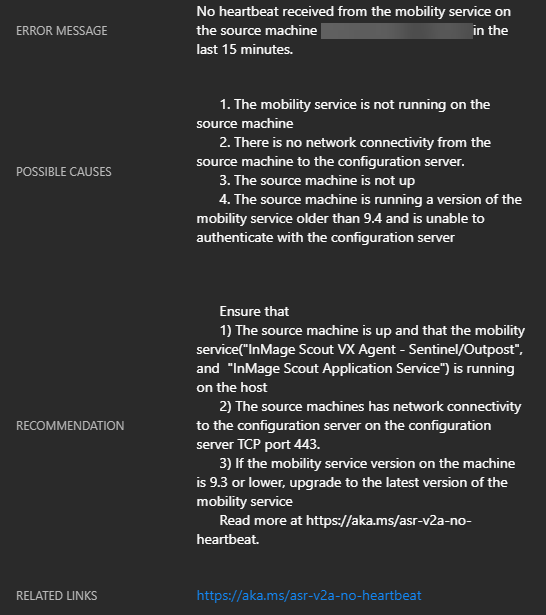 ERROR MESSAGE
No heartbeat received from the mobility service on
the source machine in the
last 15 minutes.
POSSIBLE CAUSES
1. The mobility service is not running on the
source machine
2. There is no network connectivity from the
source machine to the configuration server.
3. The source machine is not up
4. The source machine is running a version of the
mobility service older than 9.4 and is unable to
authenticate with the configuration server
RECOMMENDATION
Ensure that
1) The source machine is up and that the mobility
service("InMage Scout VX Agent - Sentinel/Outpost",
and "InMage Scout Application Service") is running
on the host
2) The source machines has network connectivity
to the configuration server on the configuration
server TCP port 443.
3) If the mobility service version on the machine
is 9.3 or lower, upgrade to the latest version of the
mobility service
Read more at https://aka.ms/asr-v2a-no-
heartbeat.
RELATED LINKS
https://aka.ms/asr-v2a-no-heartbeat